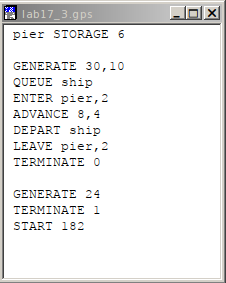 lab17_3.gps
pier STORAGE 6
GENERATE 30,10
QUEUE ship
ENTER pier,2
ADVANCE 8,4
DEPART ship
LEAVE pier,2
TERMINATE 0
GENERATE 24
TERMINATE 1
START 182